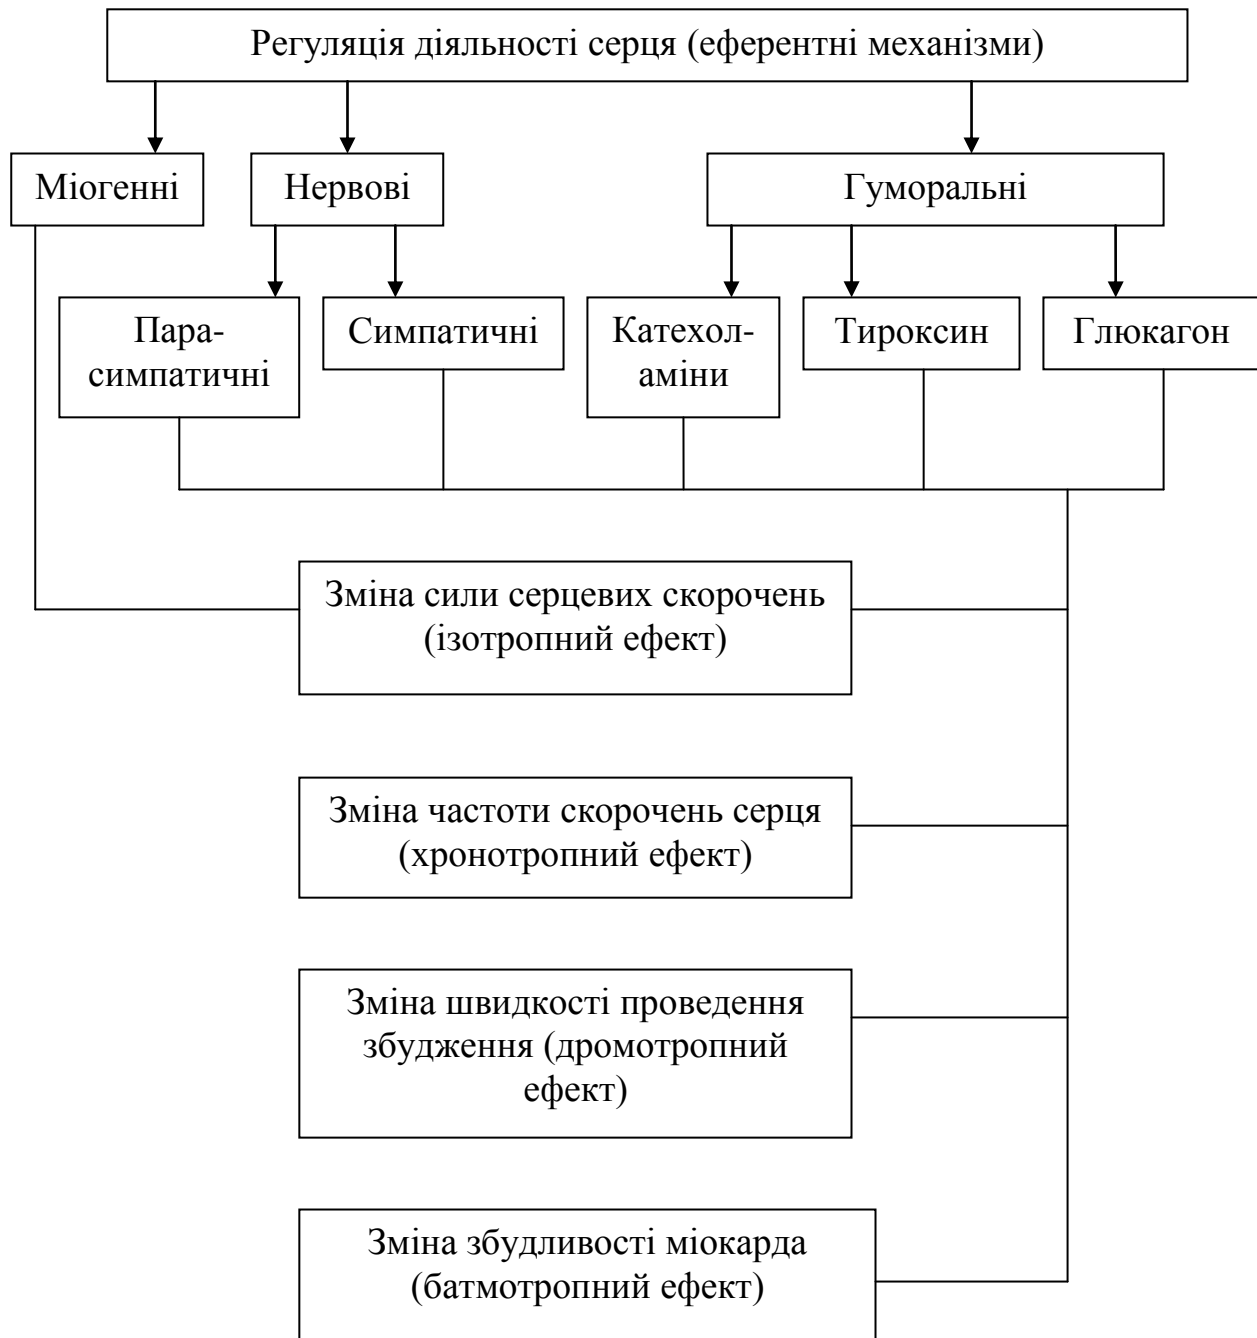 Регуляція діяльності серця (еферентні механізми)
Міогенні
Нервові
Гуморальні
Пара-
симпатичні
Симпатичні
Катехол-
аміни
Тироксин
Глюкагон
Зміна сили серцевих скорочень
(ізотропний ефект)
Зміна частоти скорочень серця
(хронотропний ефект)
Зміна швидкості проведення
збудження (дромотропний
ефект)
Зміна збудливості міокарда
(батмотропний ефект)